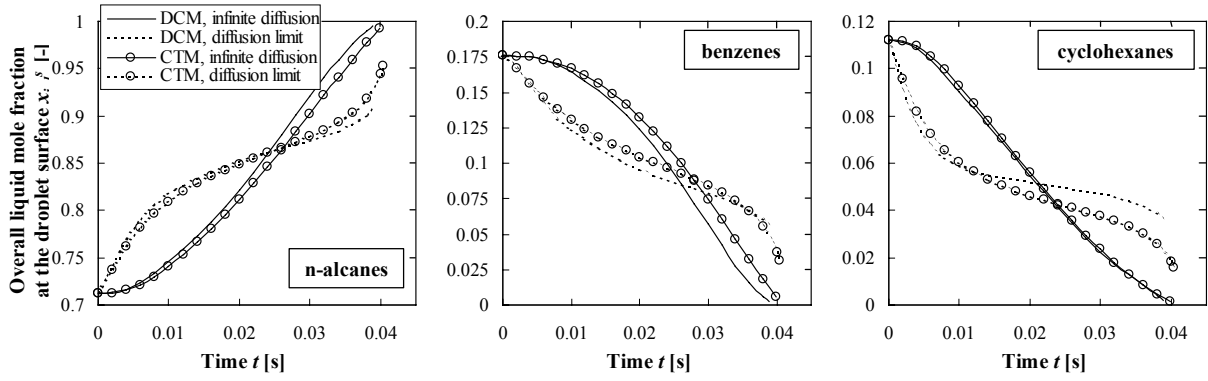 Overall liquid mole fraction
at the droplet surface x_i^s [-]
1
0.95
0.9
0.85
0.8
0.75
0.7
DCM, infinite diffusion
DCM, diffusion limit
CTM, infinite diffusion
CTM, diffusion limit
n-alcanes
0 0.01 0.02 0.03 0.04
Time t [s]
0.2
0.175
0.15
0.125
0.1
0.075
0.05
0.025
0
benzenes
0 0.01 0.02 0.03 0.04
Time t [s]
0.12
0.1
0.08
0.06
0.04
0.02
0
cyclohexanes
0 0.01 0.02 0.03 0.04
Time t [s]